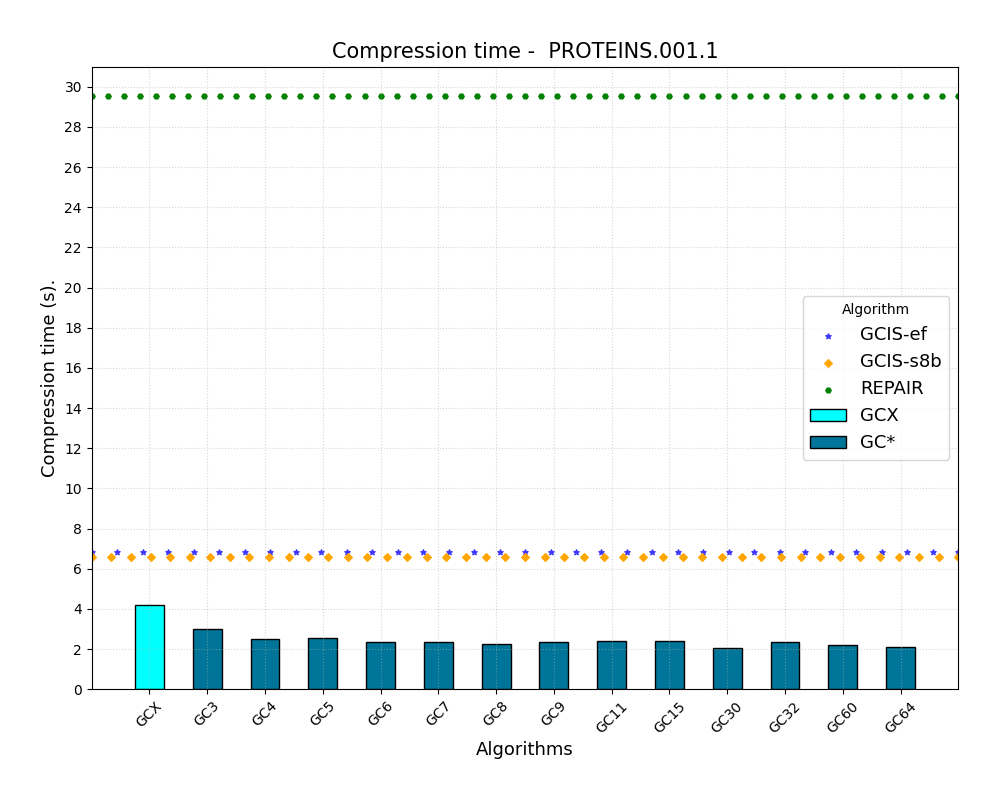 Compression time -  PROTEINS.001.1
Compression time (s).
30
28
26
24
22
20
18
16
14
12
10
8
6
4
2
0
Algorithm
GCIS-ef
GCIS-s8b
REPAIR
GCX
GC*
GCX
GC3
GC4
GC5
GC6
GC7
GC8
GC9
GC11
GC15
GC30
GC32
GC60
GC64
Algorithms